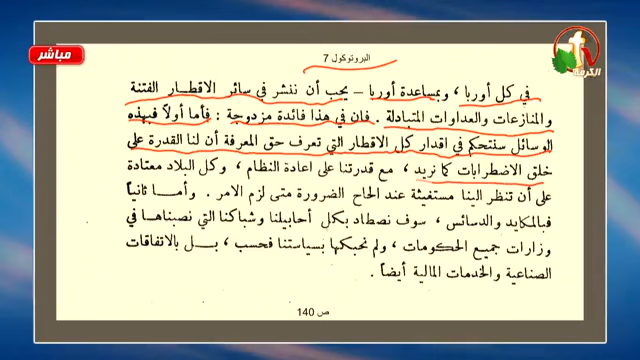 مباشر
الكرمة
البروتوكول 7
في كل أوربا ، وبمساعدة أوربا – يجب أن ننشر في سائر الاقطار الفتنة
والمنازعات والعداوات المتبادلة . فان في هذا فائدة مزدوجة : فأما أولاً فبهذه
الوسائل سنتحكم في اقدار كل الاقطار التي تعرف حق المعرفة أن لنا القدرة على
خلق الاضطرابات كما نريد ، مع قدرتنا على اعادة النظام ، وكل البلاد معتادة
على أن تنظر الينا مستغيثة عند الحاح الضرورة متى لزم الامر . وأما ثانياً
فبالمكايد والدسائس ، سوف نصطاد بكل أحابيلنا وشباكنا التي نصبناها في
وزارات جميع الحكومات ، ولم نحبكها بسياستنا فحسب ، بل بالاتفاقات
الصناعية والخدمات المالية أيضاً .
ص 140